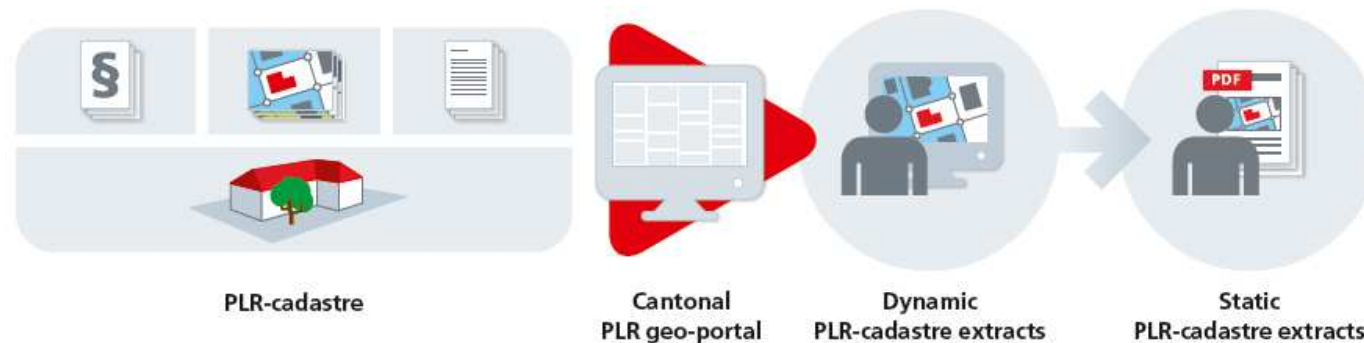 §
PDF
PLR-cadastre
Cantonal
PLR geo-portal
Dynamic
PLR-cadastre extracts
Static
PLR-cadastre extracts